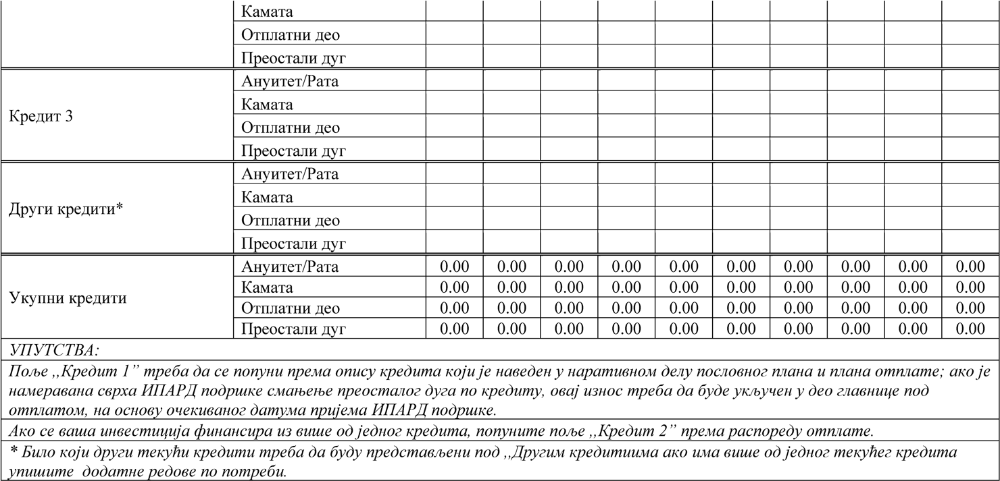 Камата
Отплатни део
Преостали дуг
Ануитет/Рата
Кредит 3
Камата
Отплатни део
Преостали дуг
Ануитет/Рата
Други кредити*
Камата
Отплатни део
Преостали дуг
Укупни кредити
Ануитет/Рата 0.00 0.00 0.00 0.00 0.00 0.00 0.00 0.00 0.00 0.00
Камата 0.00 0.00 0.00 0.00 0.00 0.00 0.00 0.00 0.00 0.00
Отплатни део 0.00 0.00 0.00 0.00 0.00 0.00 0.00 0.00 0.00 0.00
Преостали дуг 0.00 0.00 0.00 0.00 0.00 0.00 0.00 0.00 0.00 0.00
УПУТСТВА:
Поље ,,Кредит 1” треба да се попуни према опису кредита који је наведен у наративном делу пословног плана и плана отплате; ако је
намеравана сврха ИПАРД подршке смањење преосталог дуга по кредиту, овај износ треба да буде укључен у део главнице под
отплатом, на основу очекиваног датума пријема ИПАРД подршке.
Ако се ваша инвестиција финансира из више од једног кредита, попуните поље ,,Кредит 2” према распореду отплате.
* Било који други текући кредити треба да буду представљени под ,,Другим кредитиима ако има више од једног текућег кредита
упишите додатне редове по потреби.